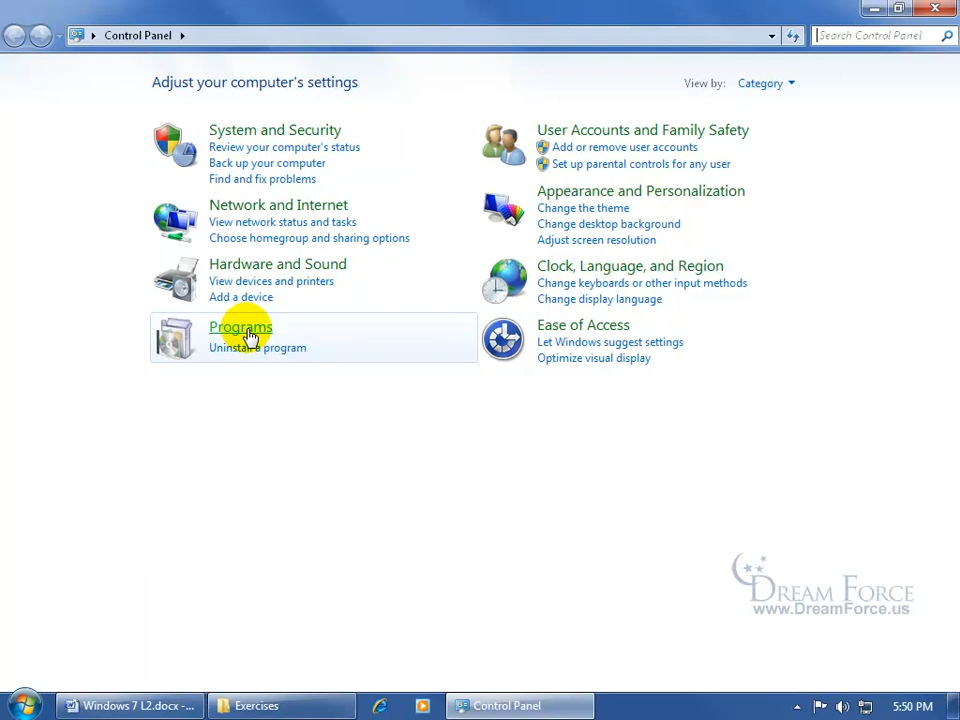 Control Panel
Search Control Panel
Adjust your computer's settings
View by: Category
System and Security
Review your computer's status
Back up your computer
Find and fix problems
Network and Internet
View network status and tasks
Choose homegroup and sharing options
Hardware and Sound
View devices and printers
Add a device
Programs
Uninstall a program
User Accounts and Family Safety
Add or remove user accounts
Set up parental controls for any user
Appearance and Personalization
Change the theme
Change desktop background
Adjust screen resolution
Clock, Language, and Region
Change keyboards or other input methods
Change display language
Ease of Access
Let Windows suggest settings
Optimize visual display
DREAM FORCE
www.DreamForce.us
Windows 7 L2.docx -...
Exercises
Control Panel
5:50 PM